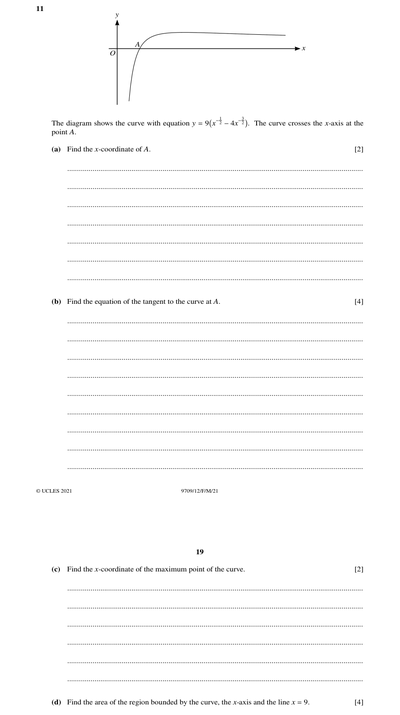 11
y
A
O
x
The diagram shows the curve with equation y = 9(x^{-\frac{1}{2}} - 4x^{-\frac{3}{2}}). The curve crosses the x-axis at the
point A.
(a) Find the x-coordinate of A. [2]
(b) Find the equation of the tangent to the curve at A. [4]
© UCLES 2021 9709/12/F/M/21
19
(c) Find the x-coordinate of the maximum point of the curve. [2]
(d) Find the area of the region bounded by the curve, the x-axis and the line x = 9. [4]